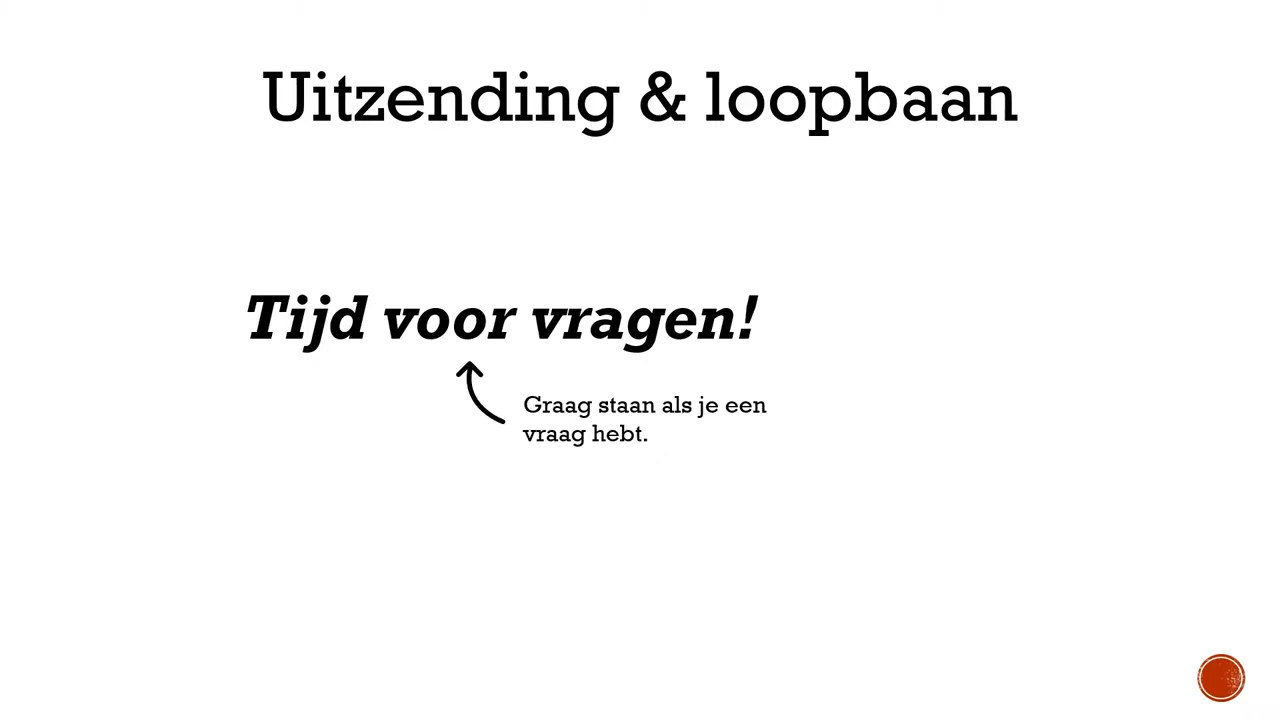 Uitzending & loopbaan
Tijd voor vragen!
Graag staan als je een
vraag hebt.